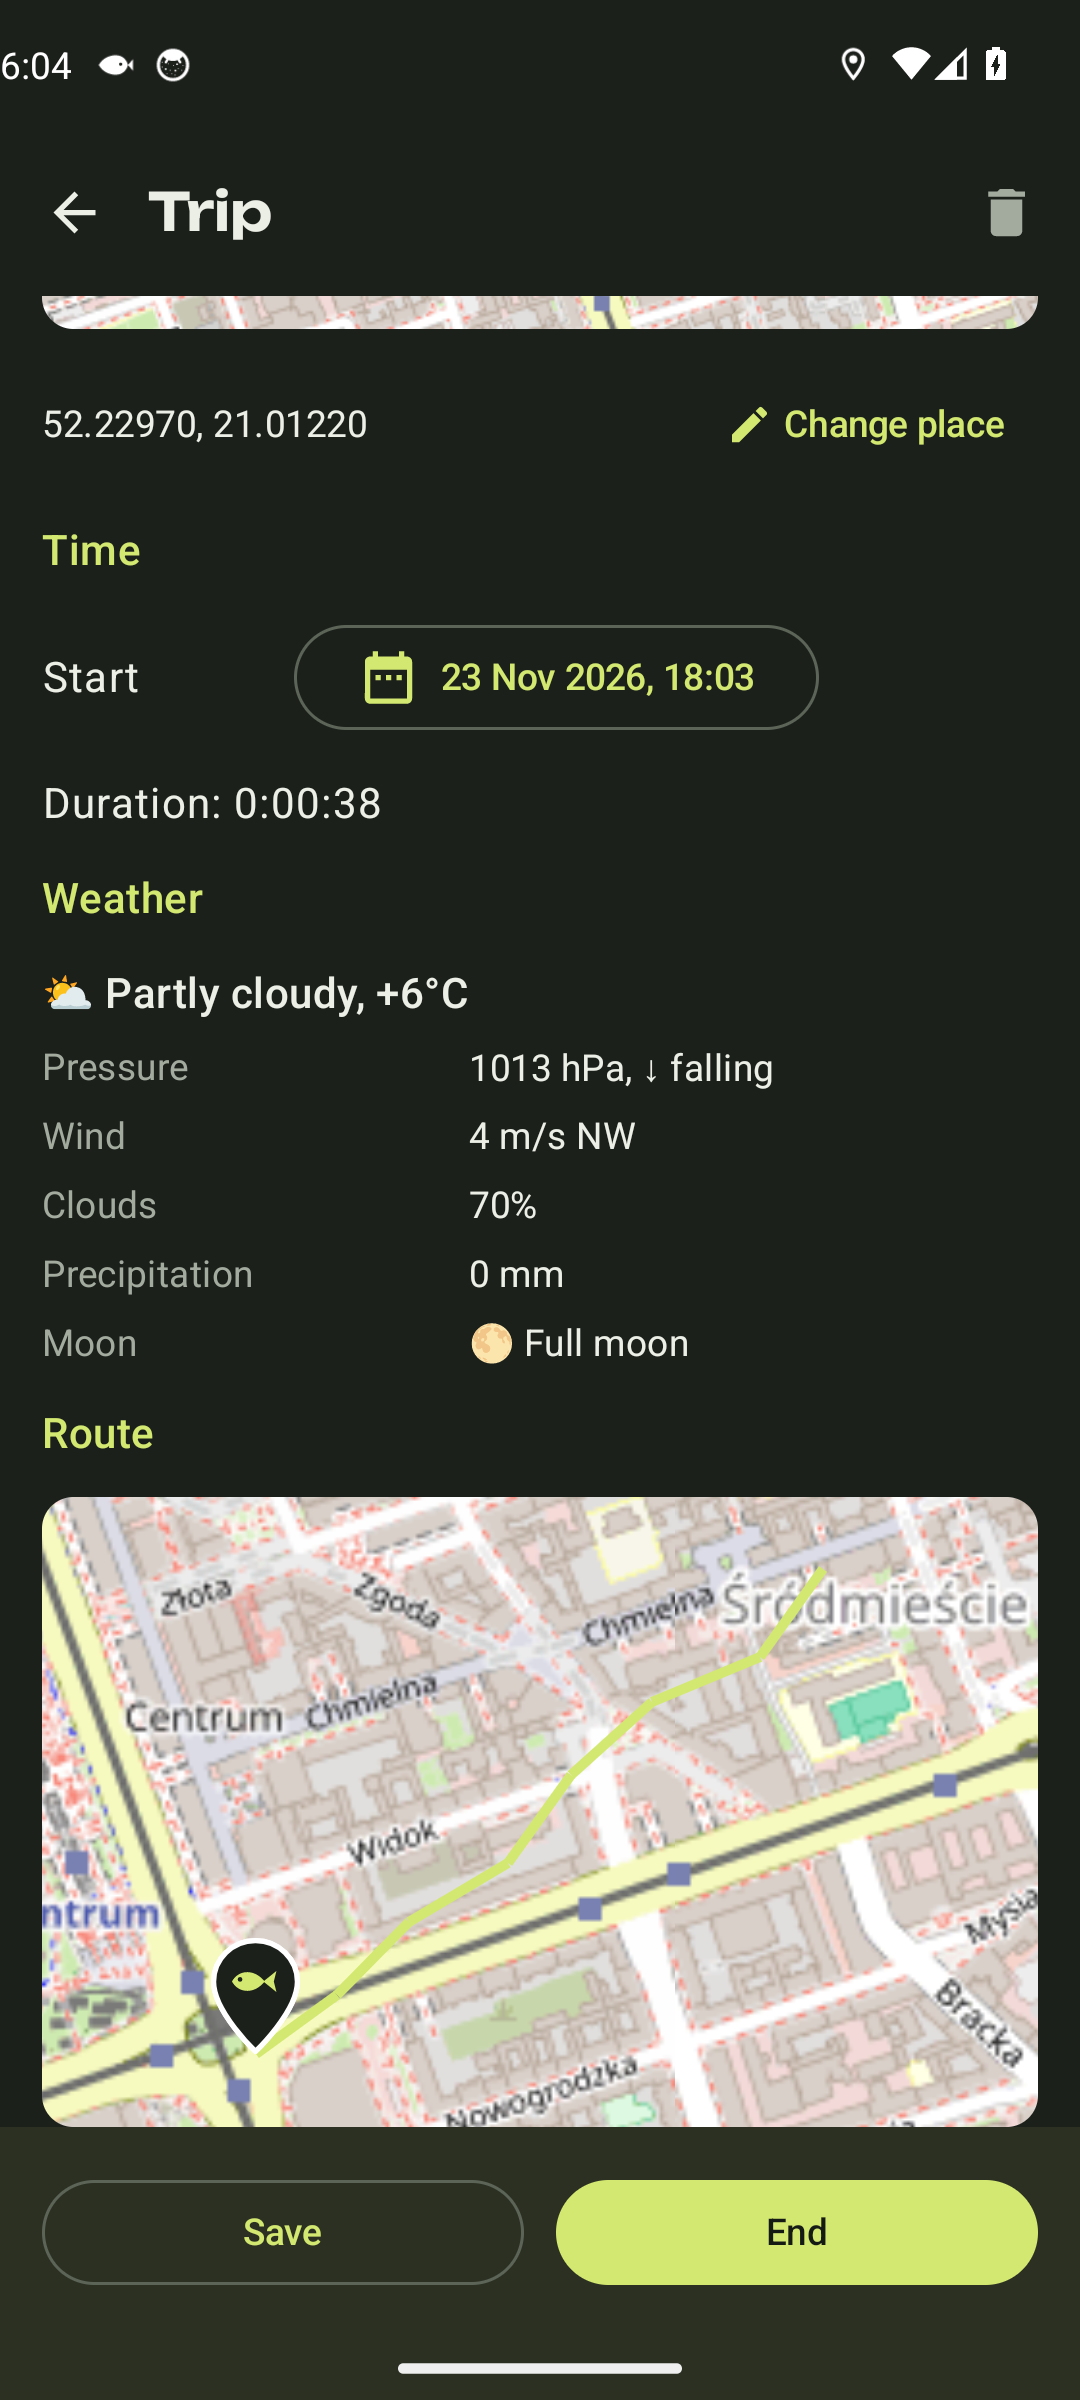 6:04
Trip
52.22970, 21.01220
Change place
Time
Start
23 Nov 2026, 18:03
Duration: 0:00:38
Weather
Partly cloudy, +6°C
Pressure
1013 hPa, ↓ falling
Wind
4 m/s NW
Clouds
70%
Precipitation
0 mm
Moon
Full moon
Route
Złota
Zgoda
Chmielna
Śródmieście
Centrum
Chmielna
Widok
ntrum
Mysia
Bracka
Nowogrodzka
Save
End